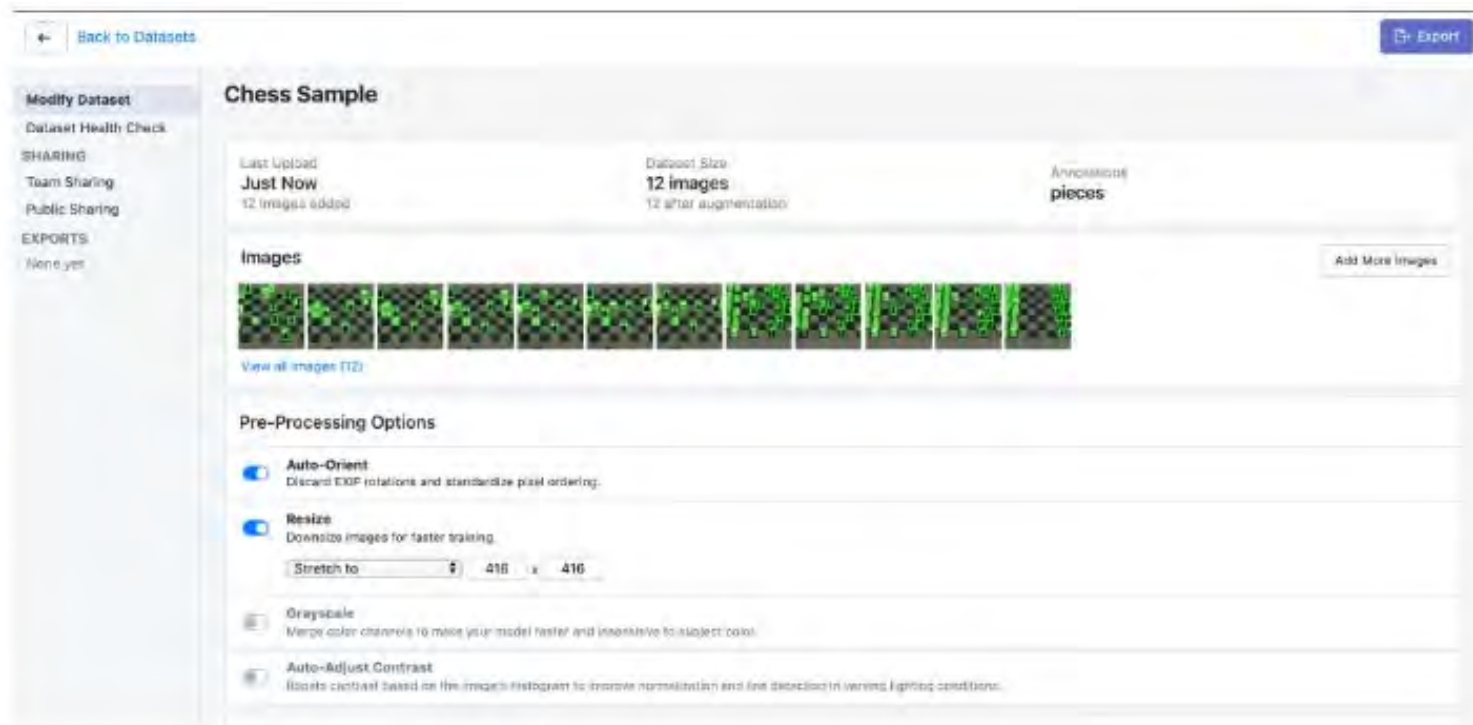 ← Back to Datasets
Export
Modify Dataset
Dataset Health Check
SHARING
Team Sharing
Public Sharing
EXPORTS
None yet
Chess Sample
Last Upload
Just Now
12 images added
Dataset Size
12 images
12 after augmentation
Annotations
pieces
Images
Add More Images
View all images (12)
Pre-Processing Options
Auto-Orient
Discard EXIF rotations and standardize pixel ordering.
Resize
Downsize images for faster training.
Stretch to 416 x 416
Grayscale
Merge color channels to make your model faster and insensitive to subject color.
Auto-Adjust Contrast
Boosts contrast based on the image's histogram to improve normalization and line detection in varying lighting conditions.